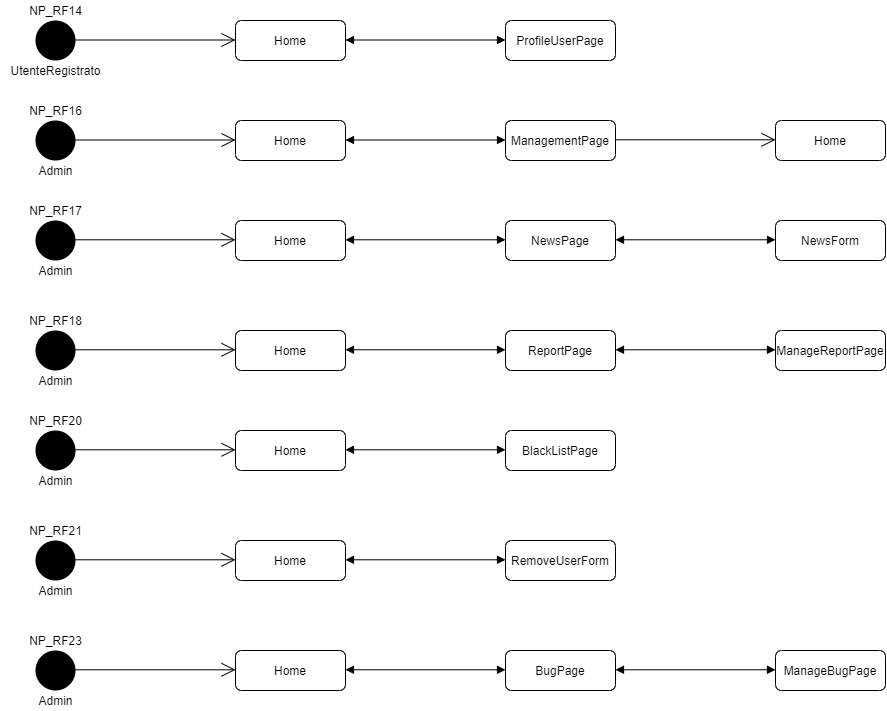 NP_RF14
Home
ProfileUserPage
UtenteRegistrato
NP_RF16
Home
ManagementPage
Home
Admin
NP_RF17
Home
NewsPage
NewsForm
Admin
NP_RF18
Home
ReportPage
ManageReportPage
Admin
NP_RF20
Home
BlackListPage
Admin
NP_RF21
Home
RemoveUserForm
Admin
NP_RF23
Home
BugPage
ManageBugPage
Admin